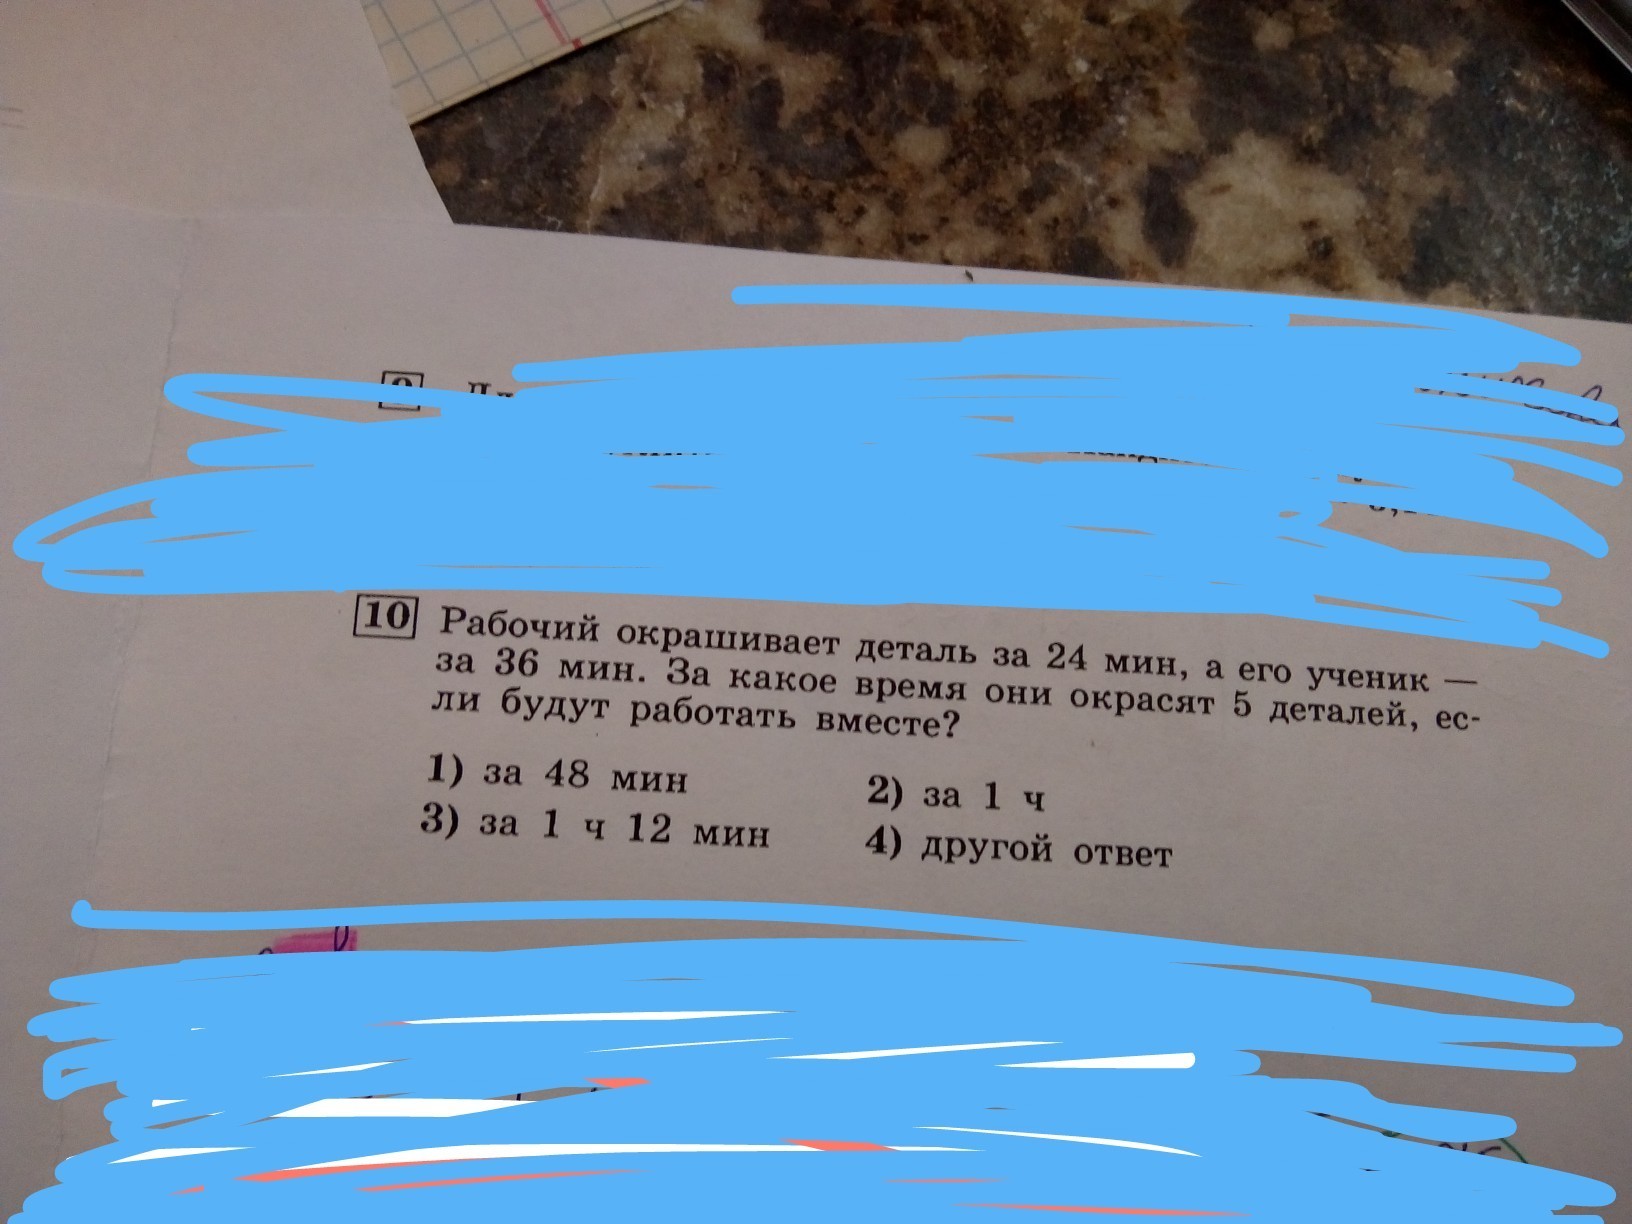 10 Рабочий окрашивает деталь за 24 мин, а его ученик —
за 36 мин. За какое время они окрасят 5 деталей, ес-
ли будут работать вместе?
1) за 48 мин 2) за 1 ч
3) за 1 ч 12 мин 4) другой ответ